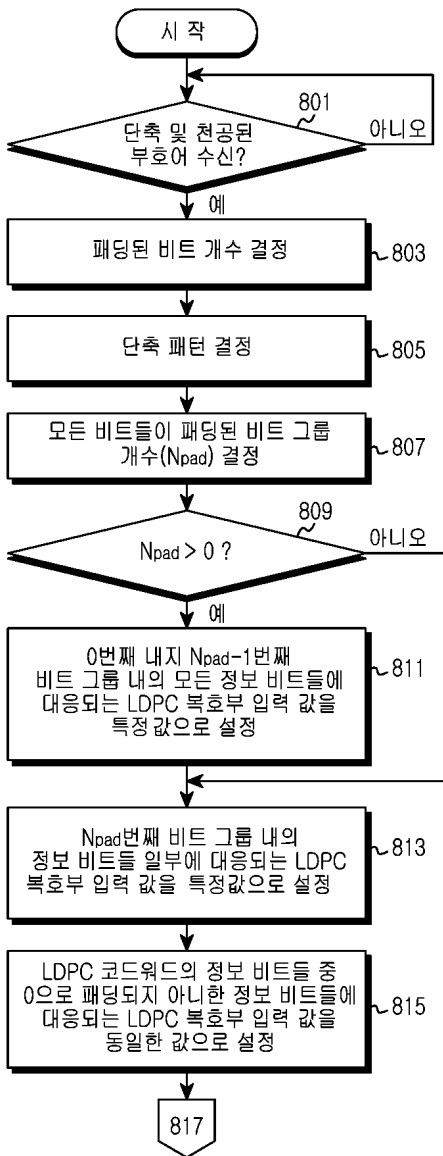 시 작
801
단축 및 천공된
부호어 수신?
아니오
예
패딩된 비트 개수 결정
803
단축 패턴 결정
805
모든 비트들이 패딩된 비트 그룹
개수(Npad) 결정
807
809
Npad > 0 ?
아니오
예
0번째 내지 Npad-1번째
비트 그룹 내의 모든 정보 비트들에
대응되는 LDPC 복호부 입력 값을
특정값으로 설정
811
Npad번째 비트 그룹 내의
정보 비트들 일부에 대응되는 LDPC
복호부 입력 값을 특정값으로 설정
813
LDPC 코드워드의 정보 비트들 중
0으로 패딩되지 아니한 정보 비트들에
대응되는 LDPC 복호부 입력 값을
동일한 값으로 설정
815
817